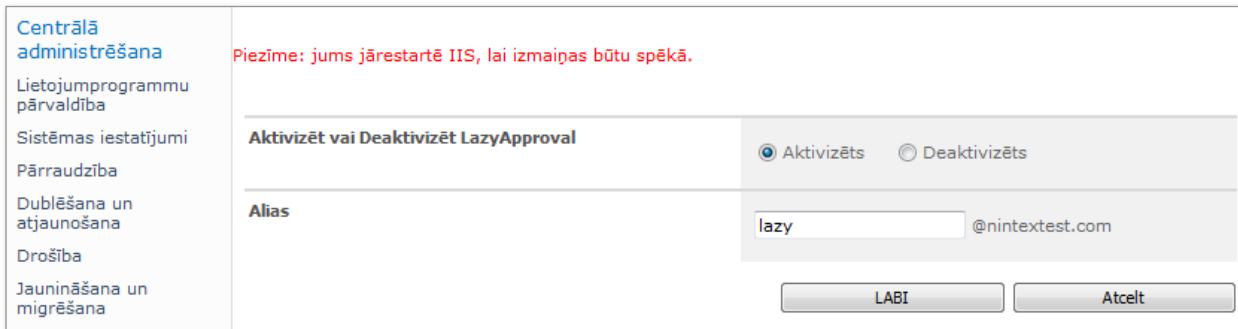 Centrālā
administrēšana
Lietojumprogrammu
pārvaldība
Sistēmas iestatījumi
Pārraudzība
Dublēšana un
atjaunošana
Drošība
Jaunināšana un
migrēšana
Piezīme: jums jārestartē IIS, lai izmaiņas būtu spēkā.
Aktivizēt vai Deaktivizēt LazyApproval
Aktivizēts Deaktivizēts
Alias
lazy @nintextest.com
LABI Atcelt